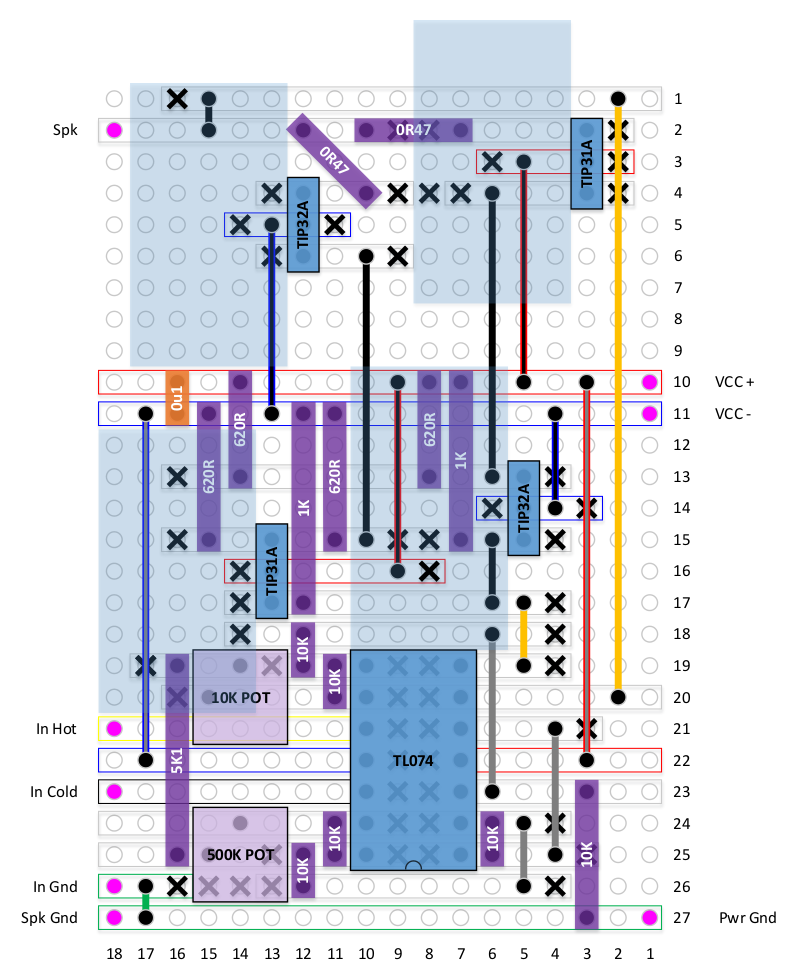 1
Spk
0R47
2
0R47
TIP31A
3
4
TIP32A
5
6
7
8
9
10
VCC +
0u1
620R
620R
11
VCC -
620R
1K
620R
1K
12
13
TIP32A
14
15
TIP31A
16
17
10K
18
10K
19
10K POT
20
In Hot
21
5K1
TL074
22
In Cold
23
10K
10K
10K
24
500K POT
10K
25
In Gnd
26
Spk Gnd
27
Pwr Gnd
18 17 16 15 14 13 12 11 10 9 8 7 6 5 4 3 2 1